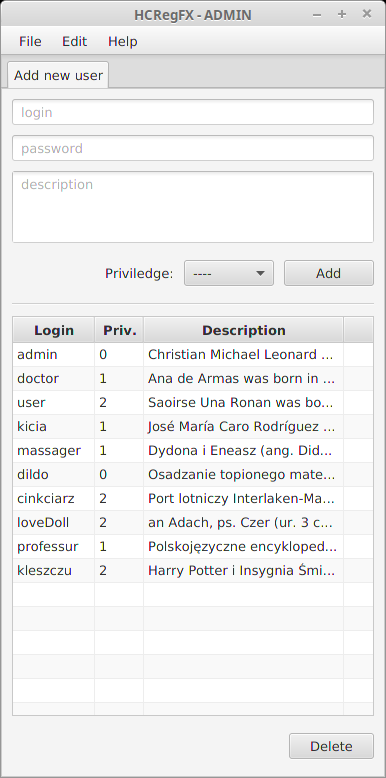 HCRegFX - ADMIN
File Edit Help
Add new user
login
password
description
Priviledge: ---- Add
Login Priv. Description
admin 0 Christian Michael Leonard ...
doctor 1 Ana de Armas was born in ...
user 2 Saoirse Una Ronan was bo...
kicia 1 José María Caro Rodríguez ...
massager 1 Dydona i Eneasz (ang. Did...
dildo 0 Osadzanie topionego mate...
cinkciarz 2 Port lotniczy Interlaken-Ma...
loveDoll 2 an Adach, ps. Czer (ur. 3 c...
professur 1 Polskojęzyczne encykloped...
kleszczu 2 Harry Potter i Insygnia Śmi...
Delete